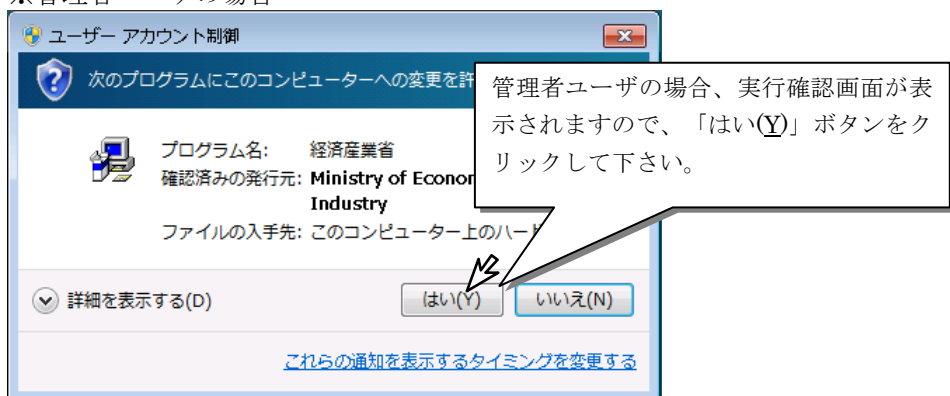 ユーザー アカウント制御
次のプログラムにこのコンピューターへの変更を許
管理者ユーザの場合、実行確認画面が表
示されますので、「はい(Y)」ボタンをク
リックして下さい。
プログラム名: 経済産業省
確認済みの発行元: Ministry of Econor
Industry
ファイルの入手先: このコンピューター上のハード
詳細を表示する(D)
はい(Y)
いいえ(N)
これらの通知を表示するタイミングを変更する